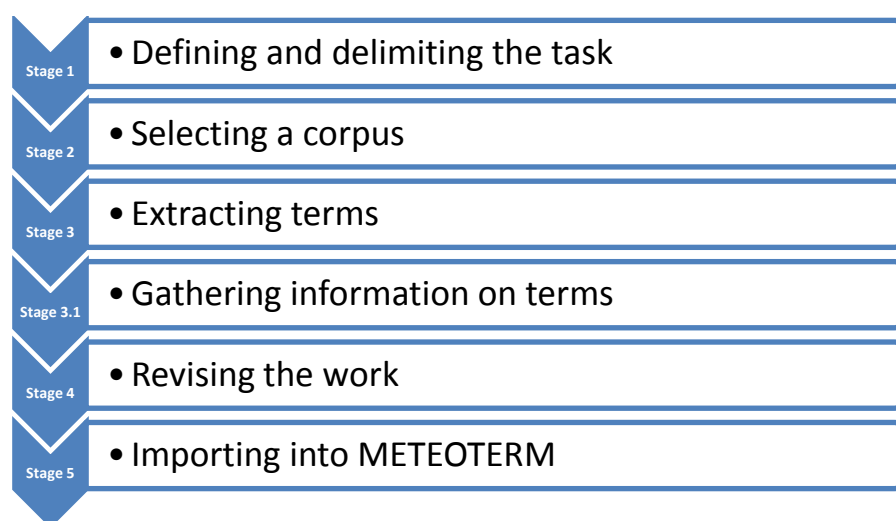 Stage 1
• Defining and delimiting the task
Stage 2
• Selecting a corpus
Stage 3
• Extracting terms
Stage 3.1
• Gathering information on terms
Stage 4
• Revising the work
Stage 5
• Importing into METEOTERM